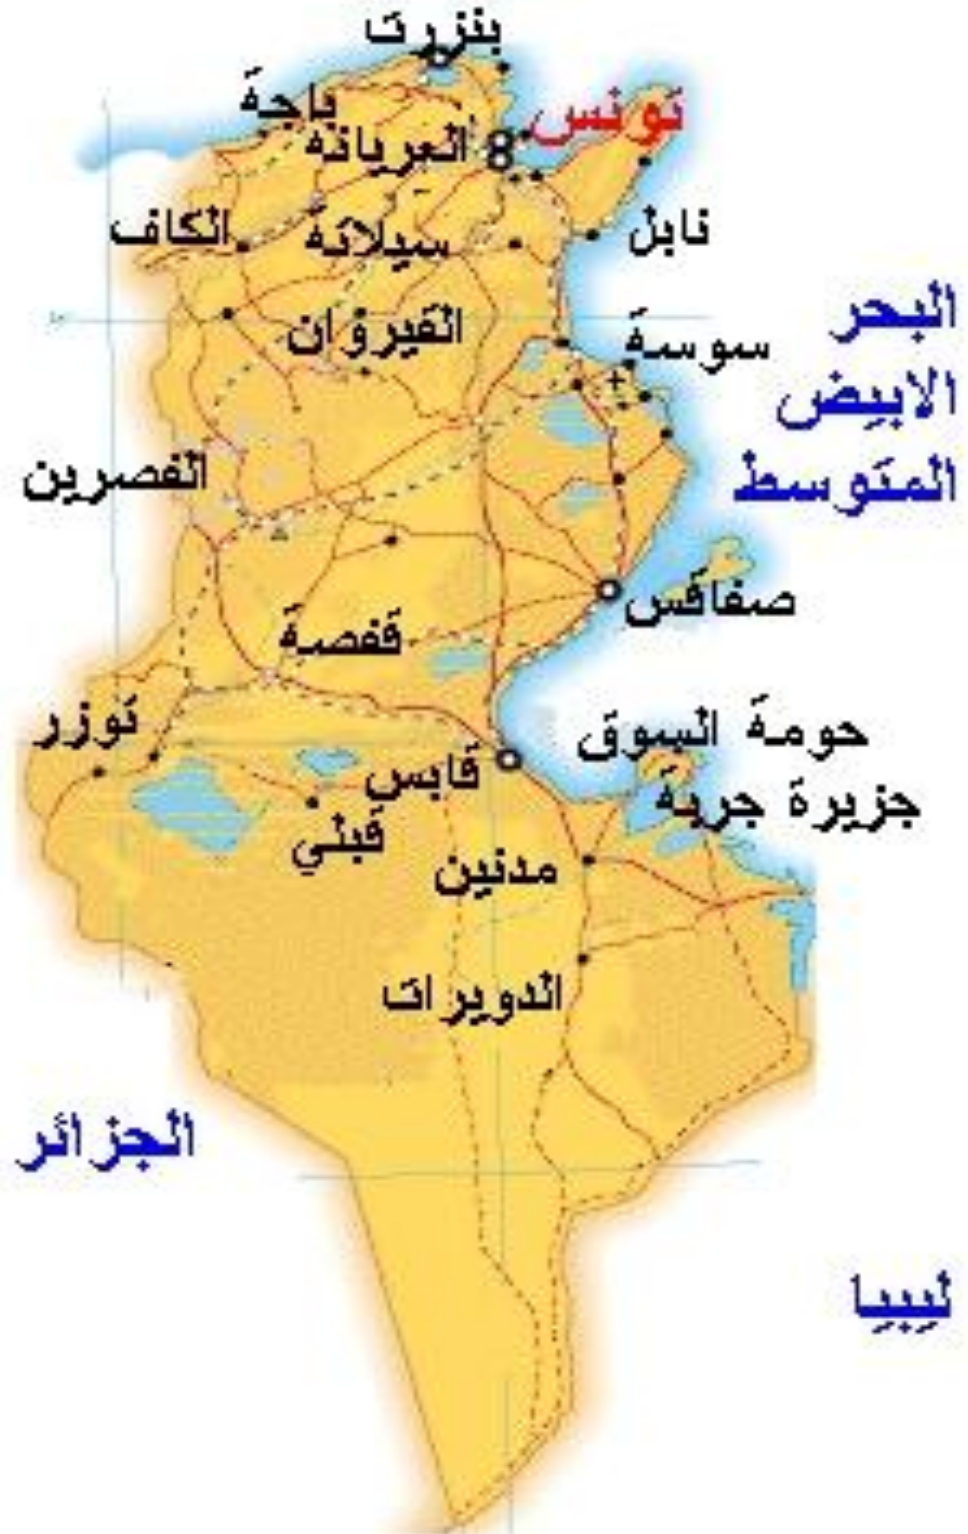 بنزرت
باجة
تونس
العريانة
الكاف
سيلانة
نابل
القيروان
سوسة
البحر
الابيض
المتوسط
القصرين
صفاقس
قفصة
توزر
حومة السوق
جزيرة جربة
قابس
قبلي
مدنين
الدويرات
الجزائر
ليبيا